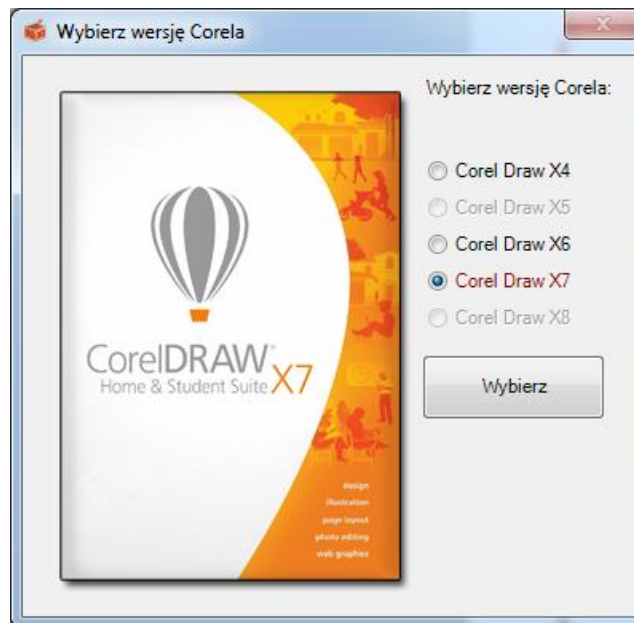 Wybierz wersję Corela
Wybierz wersję Corela:
Corel Draw X4
Corel Draw X5
Corel Draw X6
Corel Draw X7
Corel Draw X8
Wybierz
CorelDRAW®
Home & Student Suite X7
design
illustration
page layout
photo editing
web graphics